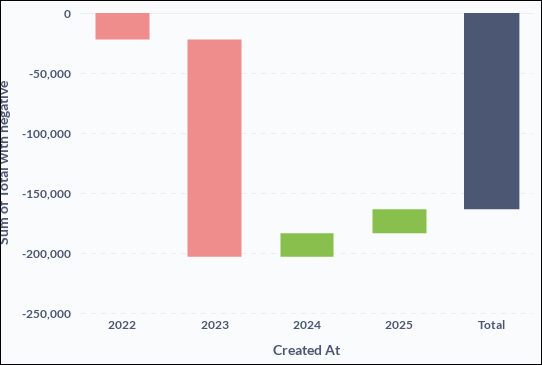 0
-50,000
-100,000
-150,000
-200,000
-250,000
Sum of Total with negative
2022 2023 2024 2025 Total
Created At